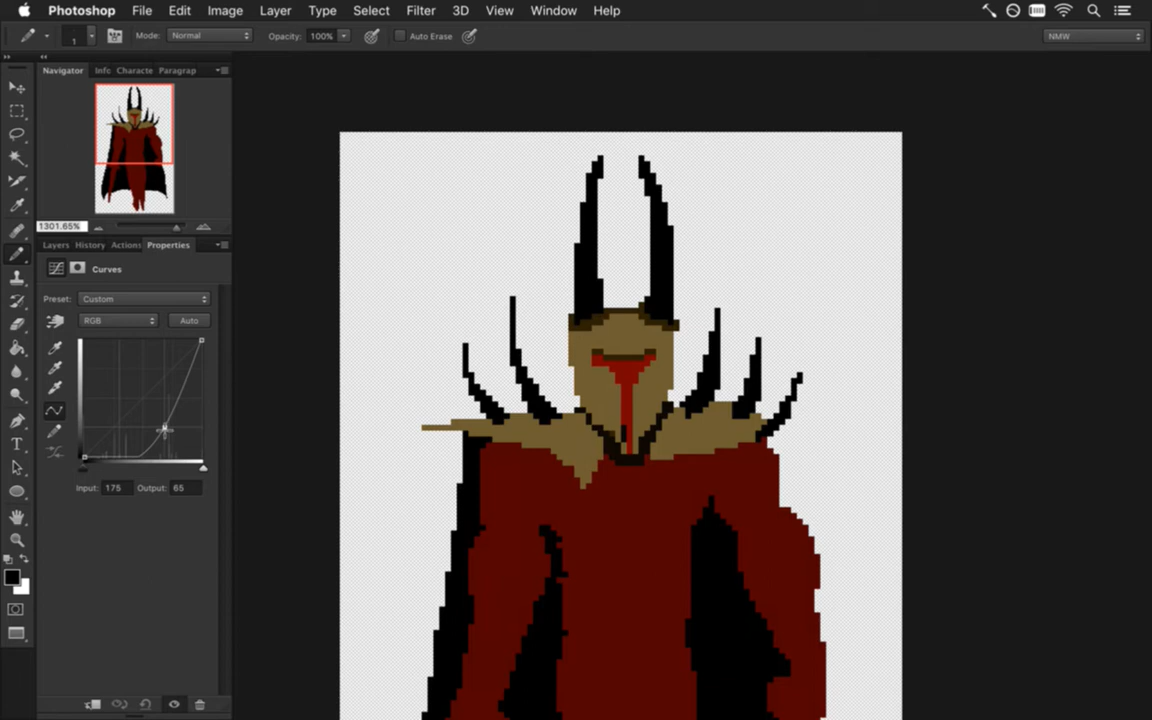 Photoshop File Edit Image Layer Type Select Filter 3D View Window Help
1 Mode: Normal Opacity: 100% Auto Erase NMW
Navigator Info Characte Paragrap
1301.65%
Layers History Actions Properties
Curves
Preset: Custom
RGB Auto
Input: 175 Output: 65